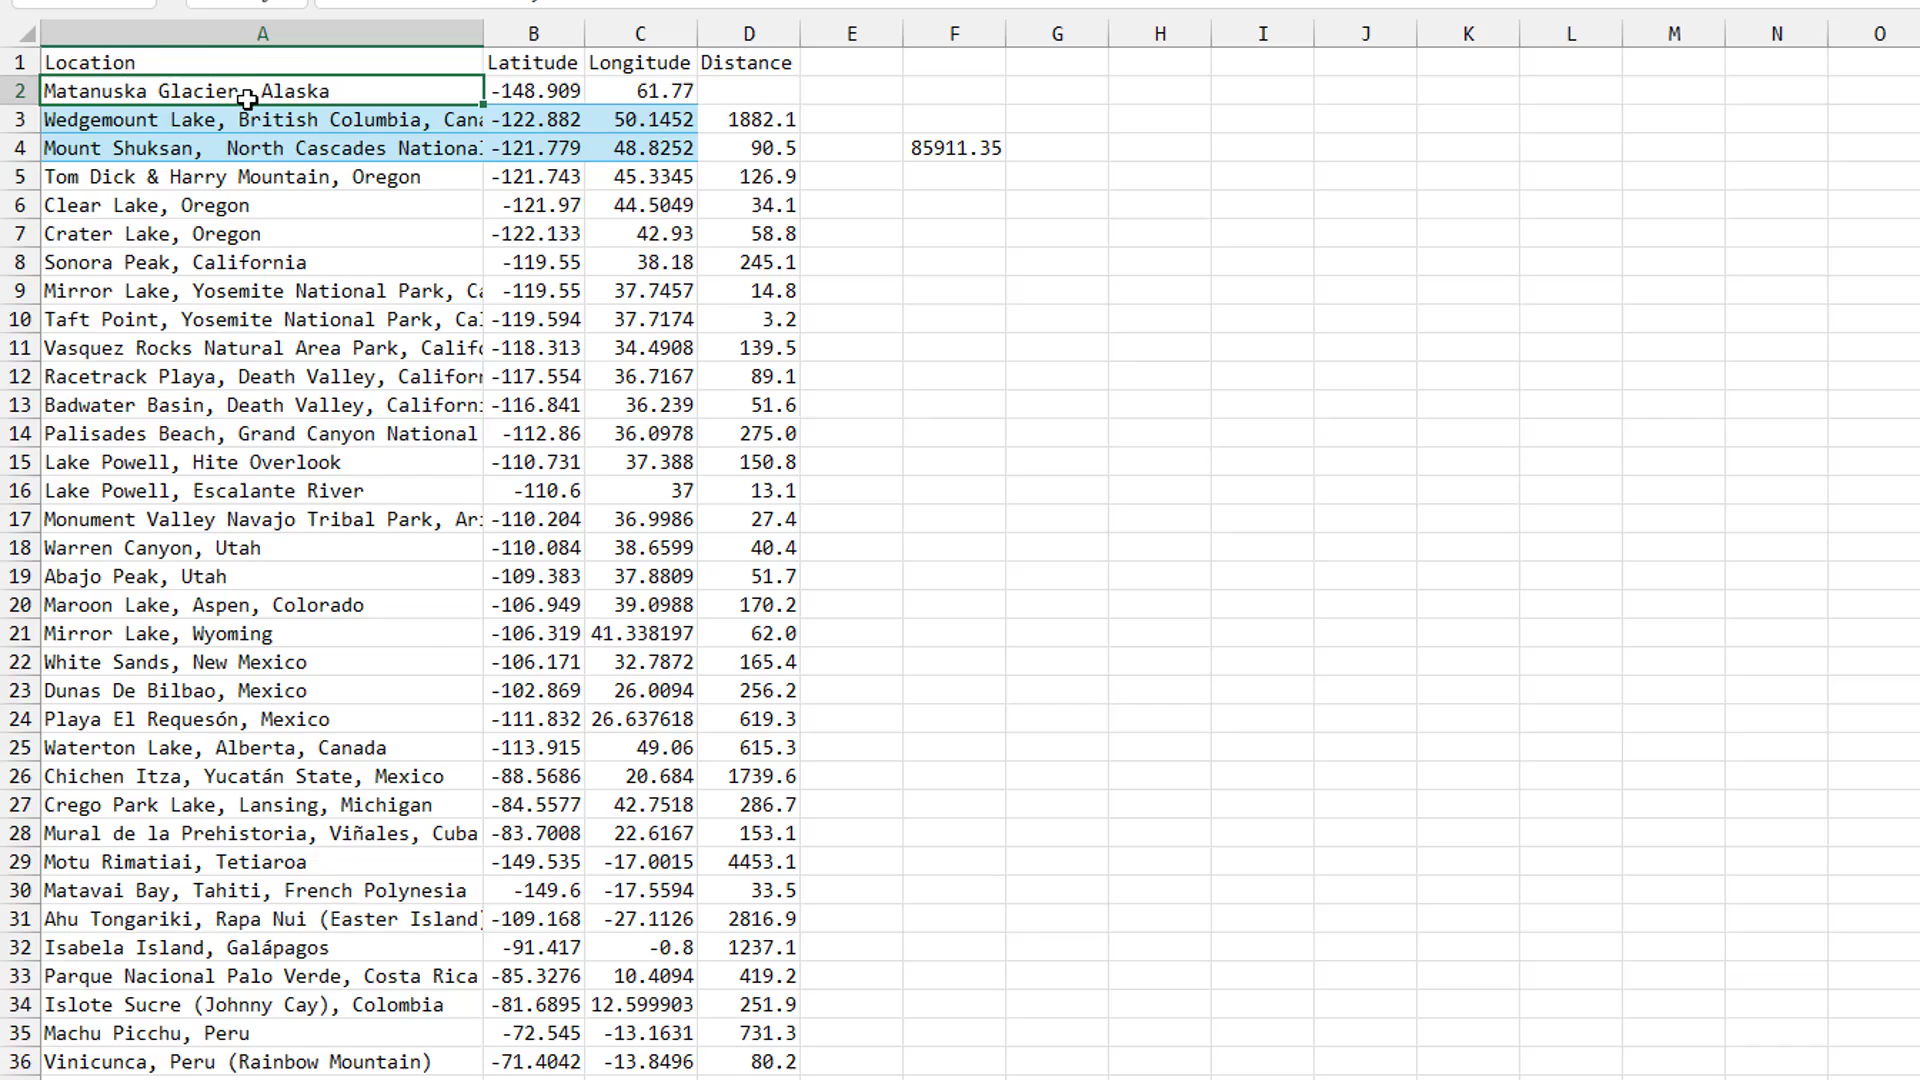 A B C D E F G H I J K L M N O
1 Location Latitude Longitude Distance
2 Matanuska Glacier, Alaska -148.909 61.77
3 Wedgemount Lake, British Columbia, Cana -122.882 50.1452 1882.1
4 Mount Shuksan, North Cascades National -121.779 48.8252 90.5 85911.35
5 Tom Dick & Harry Mountain, Oregon -121.743 45.3345 126.9
6 Clear Lake, Oregon -121.97 44.5049 34.1
7 Crater Lake, Oregon -122.133 42.93 58.8
8 Sonora Peak, California -119.55 38.18 245.1
9 Mirror Lake, Yosemite National Park, Ca -119.55 37.7457 14.8
10 Taft Point, Yosemite National Park, Cal -119.594 37.7174 3.2
11 Vasquez Rocks Natural Area Park, Califo -118.313 34.4908 139.5
12 Racetrack Playa, Death Valley, Californ -117.554 36.7167 89.1
13 Badwater Basin, Death Valley, Californi -116.841 36.239 51.6
14 Palisades Beach, Grand Canyon National -112.86 36.0978 275.0
15 Lake Powell, Hite Overlook -110.731 37.388 150.8
16 Lake Powell, Escalante River -110.6 37 13.1
17 Monument Valley Navajo Tribal Park, Ari -110.204 36.9986 27.4
18 Warren Canyon, Utah -110.084 38.6599 40.4
19 Abajo Peak, Utah -109.383 37.8809 51.7
20 Maroon Lake, Aspen, Colorado -106.949 39.0988 170.2
21 Mirror Lake, Wyoming -106.319 41.338197 62.0
22 White Sands, New Mexico -106.171 32.7872 165.4
23 Dunas De Bilbao, Mexico -102.869 26.0094 256.2
24 Playa El Requesón, Mexico -111.832 26.637618 619.3
25 Waterton Lake, Alberta, Canada -113.915 49.06 615.3
26 Chichen Itza, Yucatán State, Mexico -88.5686 20.684 1739.6
27 Crego Park Lake, Lansing, Michigan -84.5577 42.7518 286.7
28 Mural de la Prehistoria, Viñales, Cuba -83.7008 22.6167 153.1
29 Motu Rimatiai, Tetiaroa -149.535 -17.0015 4453.1
30 Matavai Bay, Tahiti, French Polynesia -149.6 -17.5594 33.5
31 Ahu Tongariki, Rapa Nui (Easter Island) -109.168 -27.1126 2816.9
32 Isabela Island, Galápagos -91.417 -0.8 1237.1
33 Parque Nacional Palo Verde, Costa Rica -85.3276 10.4094 419.2
34 Islote Sucre (Johnny Cay), Colombia -81.6895 12.599903 251.9
35 Machu Picchu, Peru -72.545 -13.1631 731.3
36 Vinicunca, Peru (Rainbow Mountain) -71.4042 -13.8496 80.2